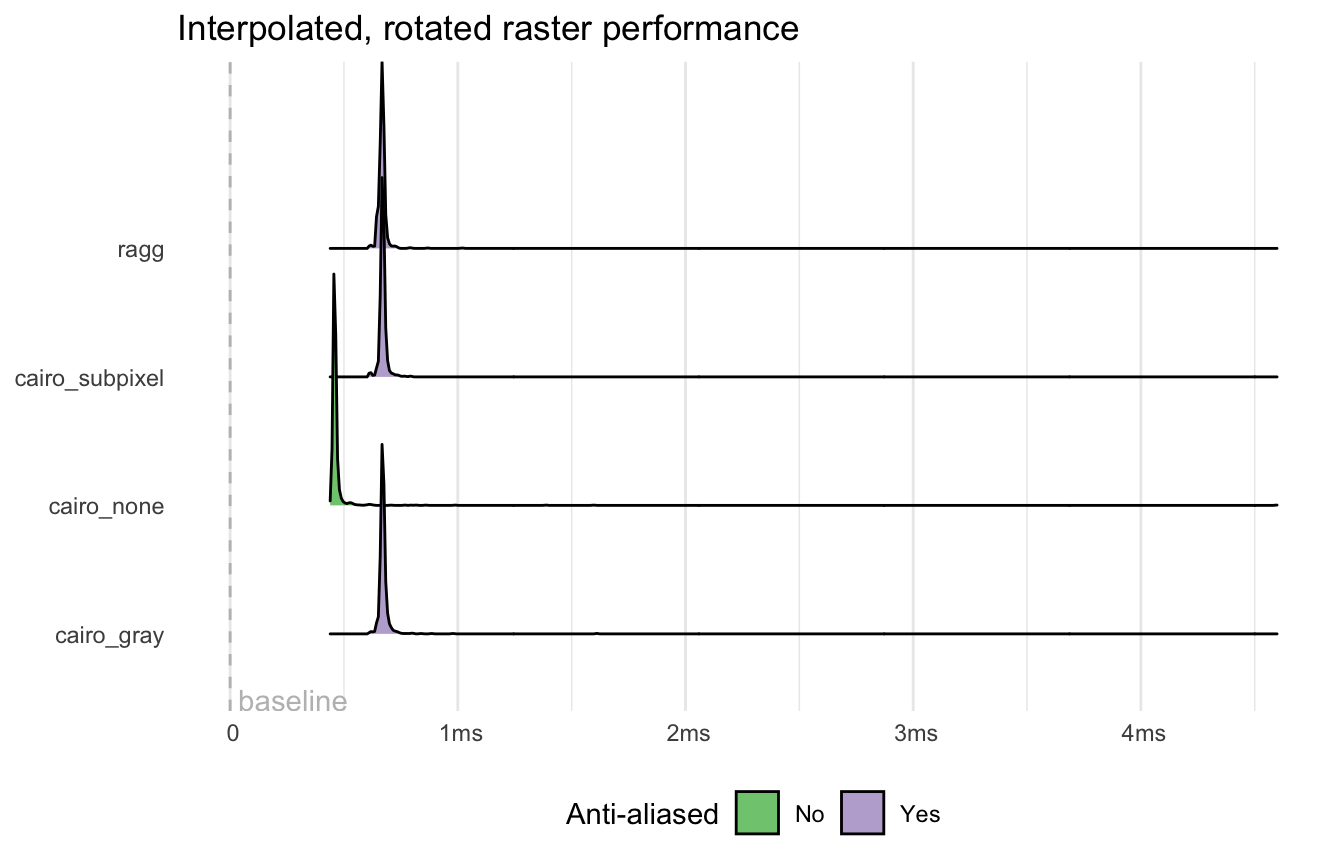 Interpolated, rotated raster performance
ragg
cairo_subpixel
cairo_none
cairo_gray
baseline
0 1ms 2ms 3ms 4ms
Anti-aliased No Yes